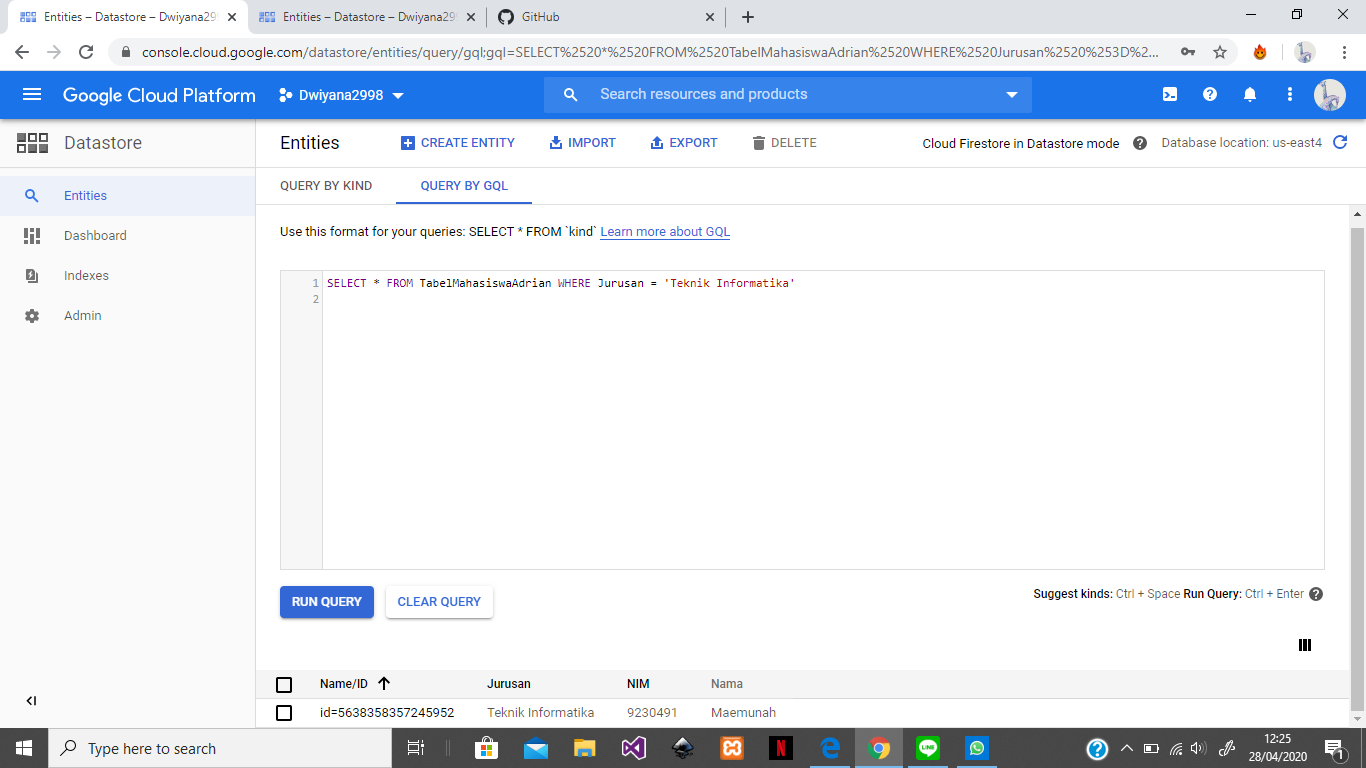 Entities – Datastore – Dwiyana299
Entities – Datastore – Dwiyana299
GitHub
console.cloud.google.com/datastore/entities/query/gql;gql=SELECT%2520*%2520FROM%2520TabelMahasiswaAdrian%2520WHERE%2520Jurusan%2520%253D%2...
Google Cloud Platform
Dwiyana2998
Search resources and products
Datastore
Entities
CREATE ENTITY
IMPORT
EXPORT
DELETE
Cloud Firestore in Datastore mode
Database location: us-east4
Entities
Dashboard
Indexes
Admin
QUERY BY KIND
QUERY BY GQL
Use this format for your queries: SELECT * FROM `kind` Learn more about GQL
1 SELECT * FROM TabelMahasiswaAdrian WHERE Jurusan = 'Teknik Informatika'
2
RUN QUERY
CLEAR QUERY
Suggest kinds: Ctrl + Space Run Query: Ctrl + Enter
Name/ID Jurusan NIM Nama
id=5638358357245952 Teknik Informatika 9230491 Maemunah
Type here to search
LINE
12:25
28/04/2020
1